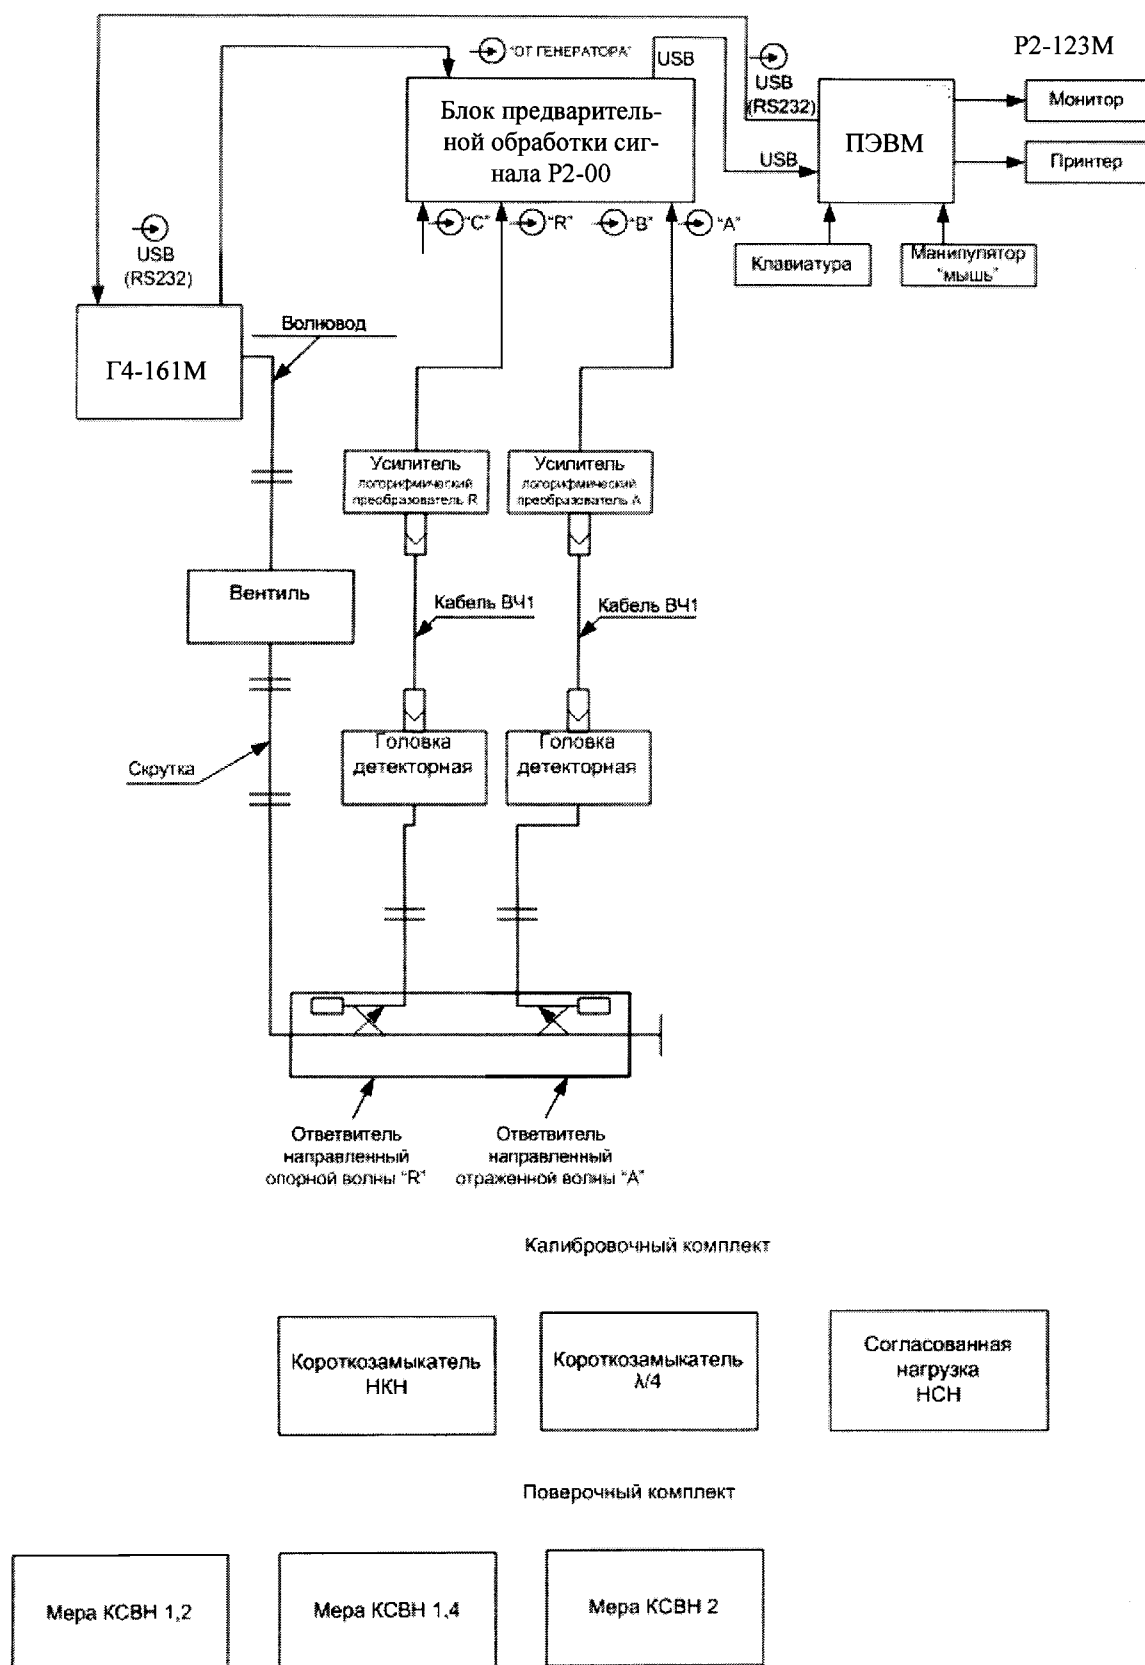 Р2-123М
"ОТ ГЕНЕРАТОРА"
USB
USB
(RS232)
Монитор
Блок предваритель-
ной обработки сиг-
нала Р2-00
ПЭВМ
USB
Принтер
"C"
"R"
"B"
"A"
USB
(RS232)
Клавиатура
Манипулятор
"мышь"
Волновод
Г4-161М
Усилитель
логорифмический
преобразователь R
Усилитель
логорифмический
преобразователь A
Вентиль
Кабель ВЧ1
Кабель ВЧ1
Скрутка
Головка
детекторная
Головка
детекторная
Ответвитель
направленный
опорной волны "R"
Ответвитель
направленный
отраженной волны "A"
Калибровочный комплект
Короткозамыкатель
НКН
Короткозамыкатель
λ/4
Согласованная
нагрузка
НСН
Поверочный комплект
Мера КСВН 1,2
Мера КСВН 1,4
Мера КСВН 2